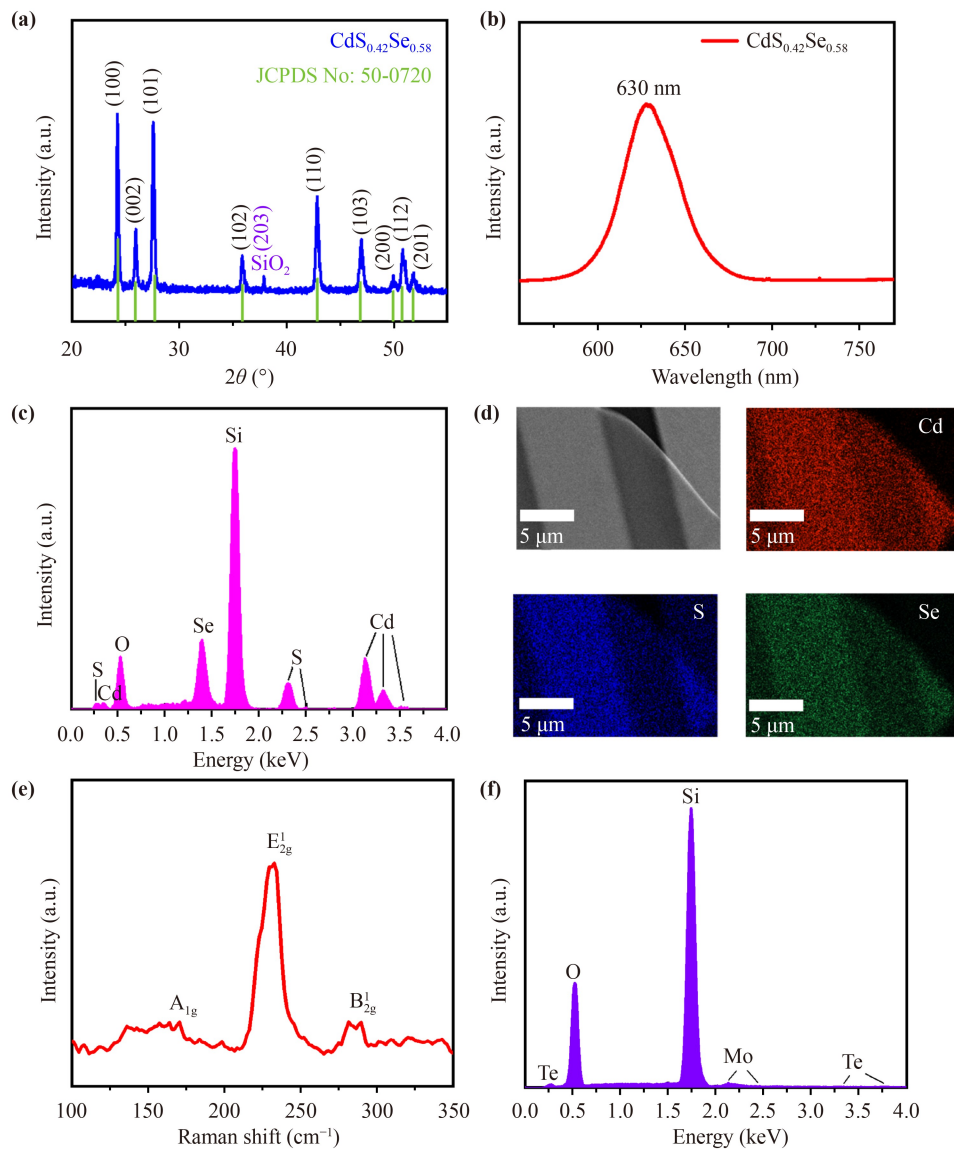 (a)
CdS0.42Se0.58
JCPDS No: 50-0720
(100)
(002)
(101)
(102)
(203)
SiO2
(110)
(103)
(200)
(112)
(201)
Intensity (a.u.)
20 30 40 50
2θ (°)
(b)
CdS0.42Se0.58
630 nm
Intensity (a.u.)
600 650 700 750
Wavelength (nm)
(c)
Si
Se
O
S
Cd
S
Cd
Intensity (a.u.)
0.0 0.5 1.0 1.5 2.0 2.5 3.0 3.5 4.0
Energy (keV)
(d)
5 μm
Cd
5 μm
S
5 μm
Se
5 μm
(e)
E¹2g
A1g
B¹2g
Intensity (a.u.)
100 150 200 250 300 350
Raman shift (cm⁻¹)
(f)
Si
O
Te
Mo
Te
Intensity (a.u.)
0.0 0.5 1.0 1.5 2.0 2.5 3.0 3.5 4.0
Energy (keV)